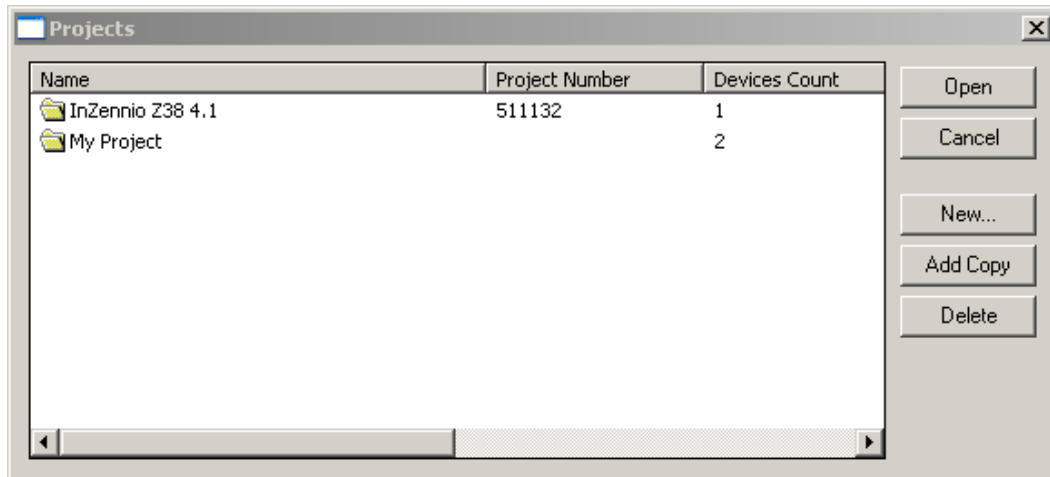 Projects
Name Project Number Devices Count
InZennio Z38 4.1 511132 1
My Project 2
Open
Cancel
New...
Add Copy
Delete